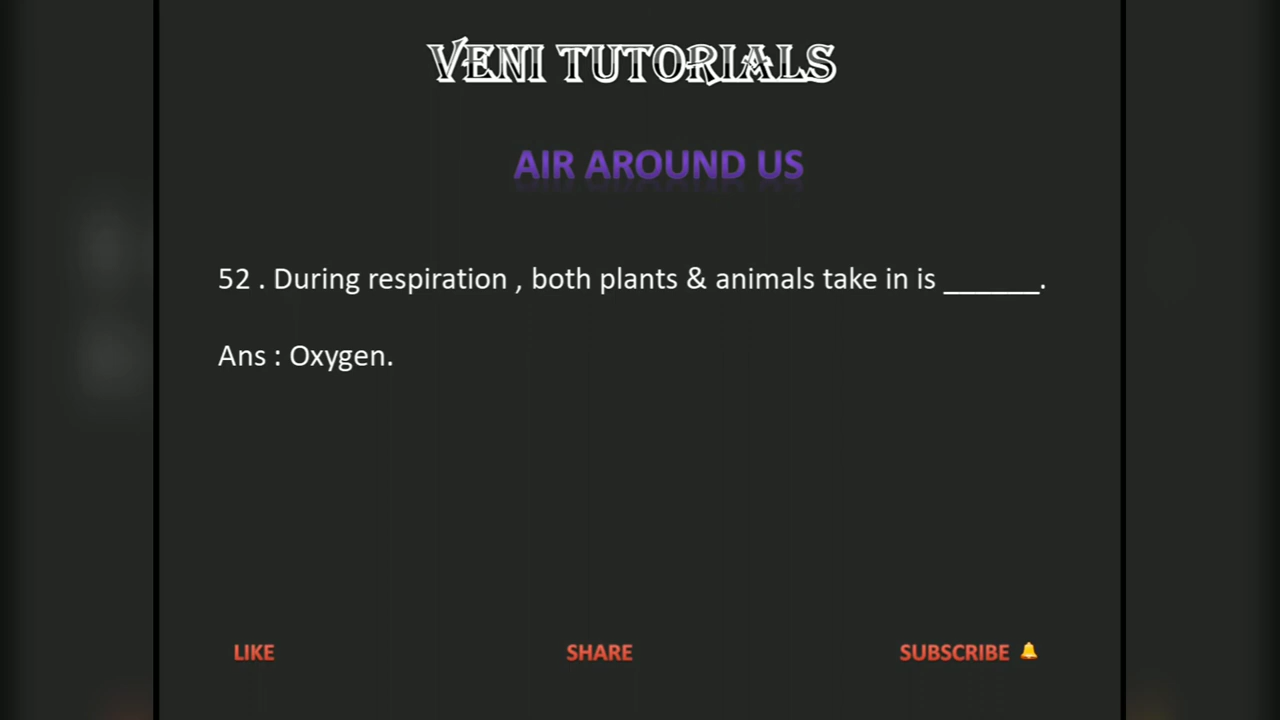 VENI TUTORIALS
AIR AROUND US
52 . During respiration , both plants & animals take in is ______.
Ans : Oxygen.
LIKE
SHARE
SUBSCRIBE 🔔